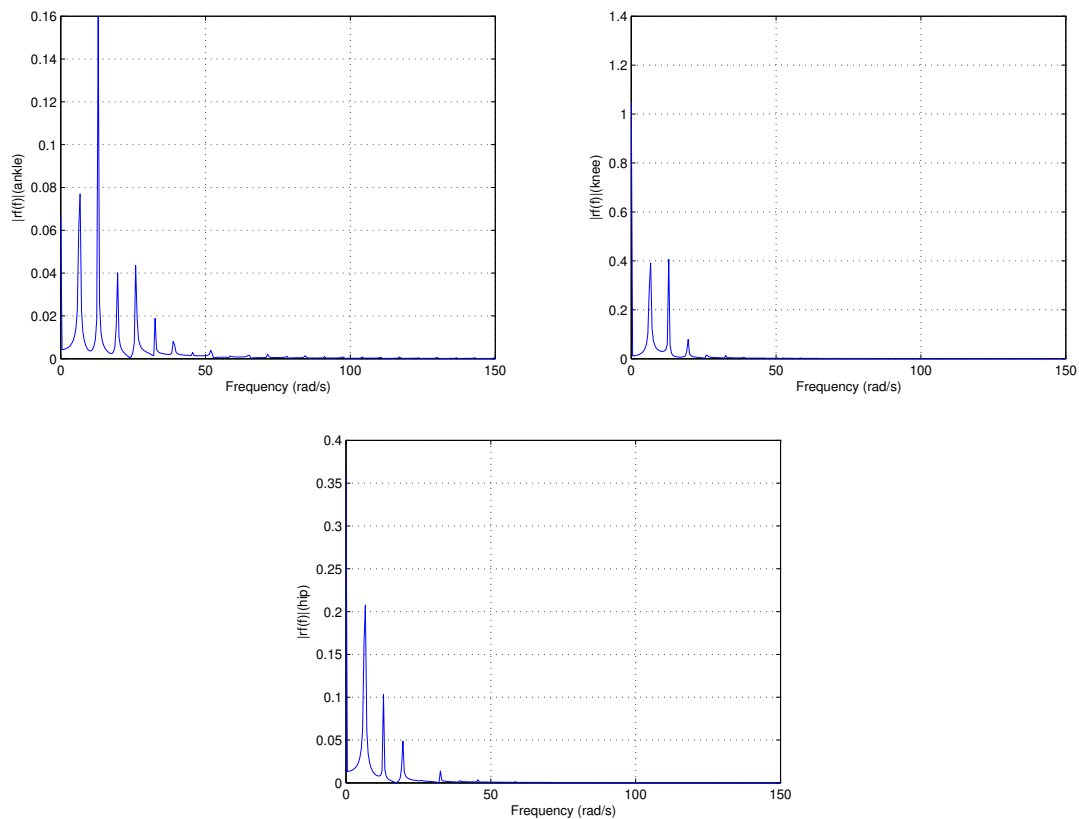 0.16
0.14
0.12
0.1
0.08
0.06
0.04
0.02
0
|rf(f)|(ankle)
0 50 100 150
Frequency (rad/s)
1.4
1.2
1
0.8
0.6
0.4
0.2
0
|rf(f)|(knee)
0 50 100 150
Frequency (rad/s)
0.4
0.35
0.3
0.25
0.2
0.15
0.1
0.05
0
|rf(f)|(hip)
0 50 100 150
Frequency (rad/s)